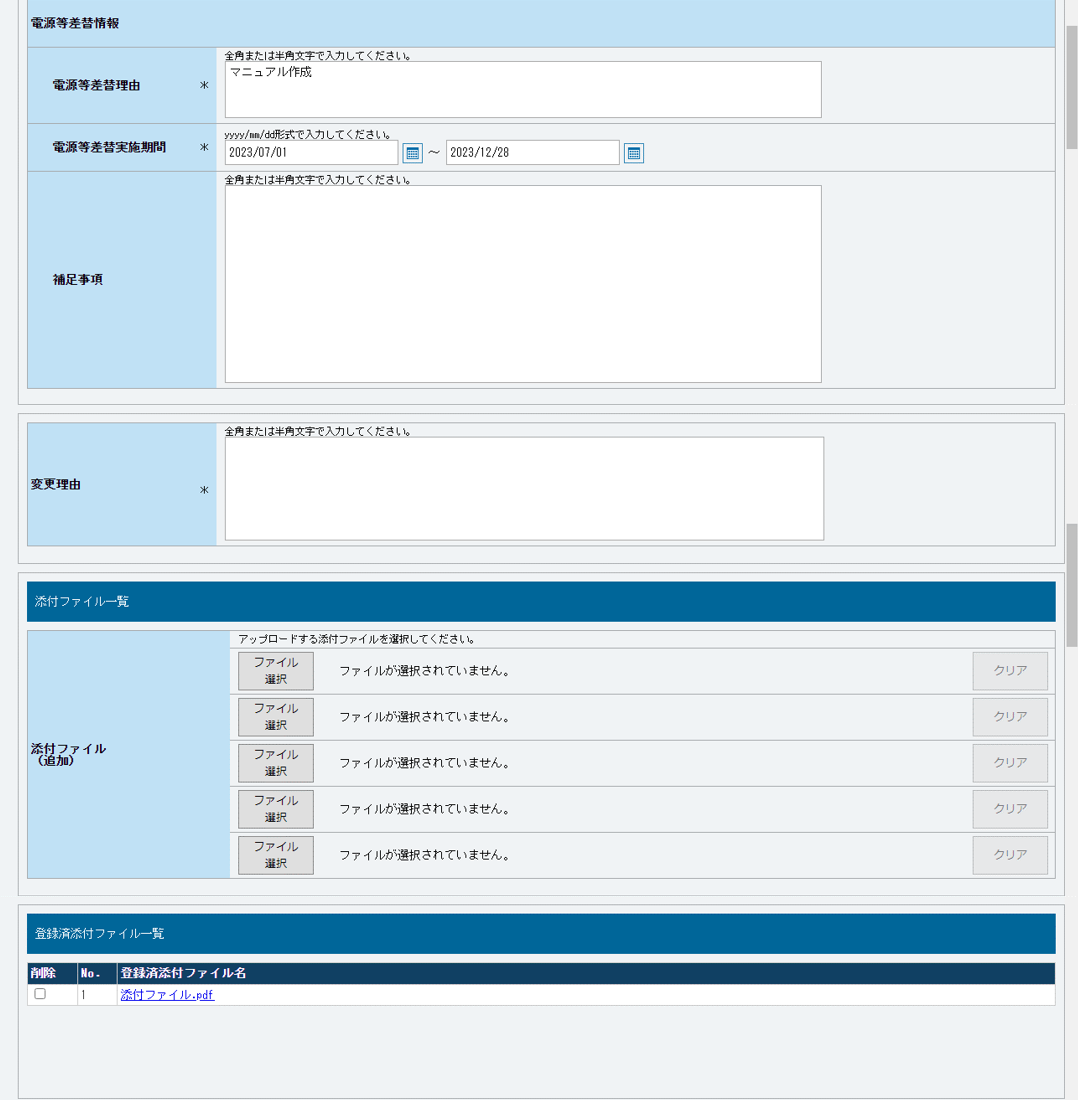 電源等差替情報
全角または半角文字で入力してください。
電源等差替理由 *
マニュアル作成
yyyy/mm/dd形式で入力してください。
電源等差替実施期間 *
2023/07/01 ～ 2023/12/28
全角または半角文字で入力してください。
補足事項
全角または半角文字で入力してください。
変更理由 *
添付ファイル一覧
アップロードする添付ファイルを選択してください。
ファイル
選択
ファイルが選択されていません。
クリア
ファイル
選択
ファイルが選択されていません。
クリア
添付ファイル
（追加）
ファイル
選択
ファイルが選択されていません。
クリア
ファイル
選択
ファイルが選択されていません。
クリア
ファイル
選択
ファイルが選択されていません。
クリア
登録済添付ファイル一覧
削除 No. 登録済添付ファイル名
1 添付ファイル.pdf